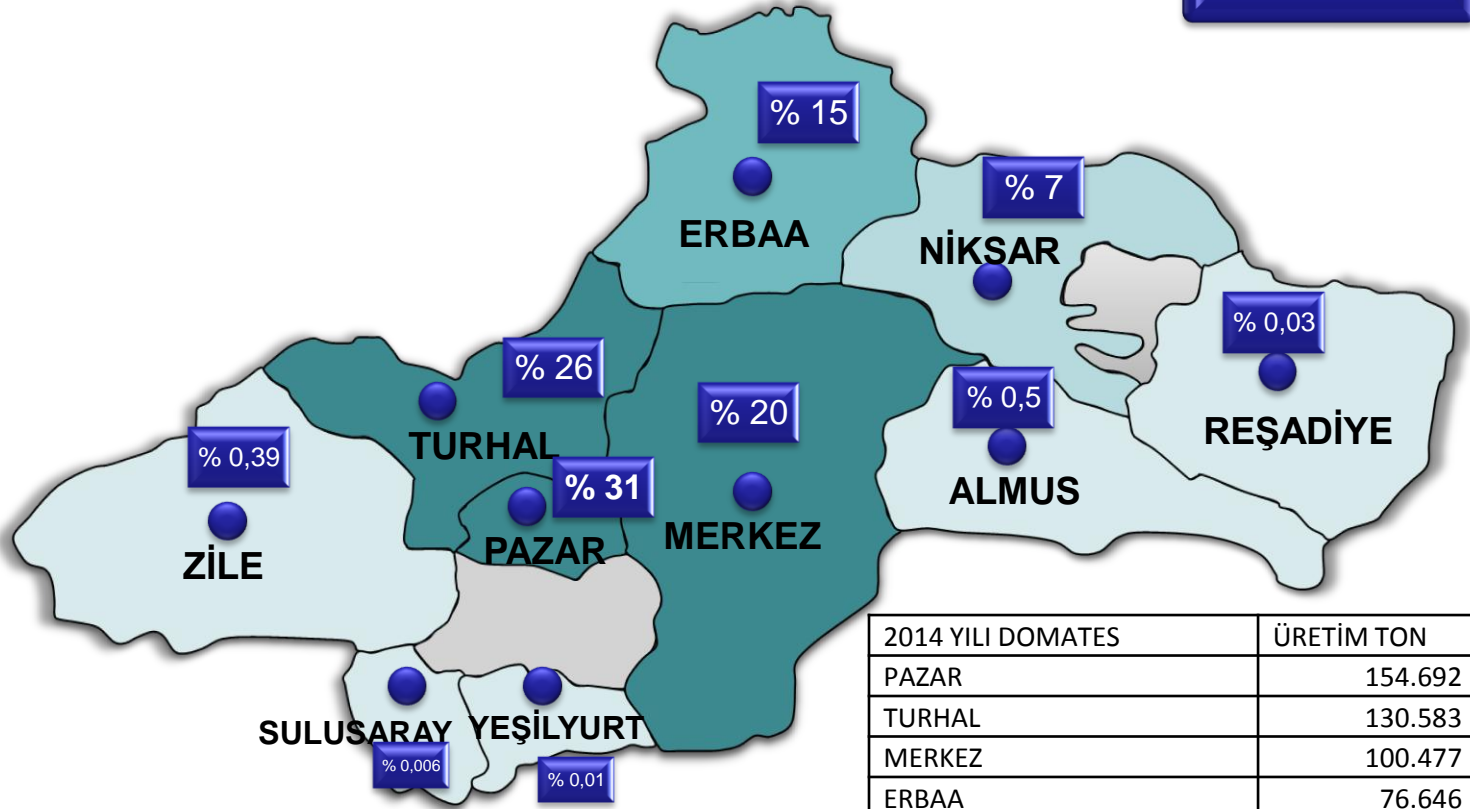 % 15
ERBAA
% 7
NİKSAR
% 0,03
REŞADİYE
% 26
TURHAL
% 20
MERKEZ
% 0,5
ALMUS
% 0,39
ZİLE
% 31
PAZAR
SULUSARAY
% 0,006
YEŞİLYURT
% 0,01
2014 YILI DOMATES ÜRETİM TON
PAZAR 154.692
TURHAL 130.583
MERKEZ 100.477
ERBAA 76.646